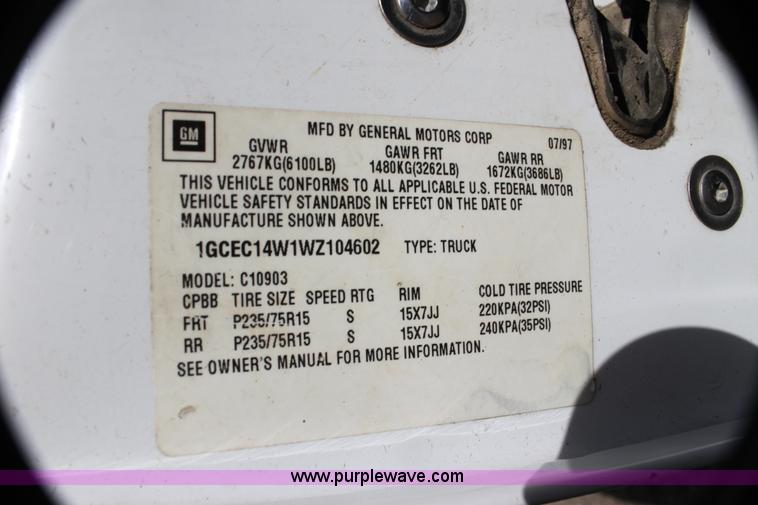 GM
MFD BY GENERAL MOTORS CORP 07/97
GVWR GAWR FRT GAWR RR
2767KG(6100LB) 1480KG(3262LB) 1672KG(3686LB)
THIS VEHICLE CONFORMS TO ALL APPLICABLE U.S. FEDERAL MOTOR
VEHICLE SAFETY STANDARDS IN EFFECT ON THE DATE OF
MANUFACTURE SHOWN ABOVE.
1GCEC14W1WZ104602 TYPE: TRUCK
MODEL: C10903
CPBB TIRE SIZE SPEED RTG RIM COLD TIRE PRESSURE
FRT P235/75R15 S 15X7JJ 220KPA(32PSI)
RR P235/75R15 S 15X7JJ 240KPA(35PSI)
SEE OWNER'S MANUAL FOR MORE INFORMATION.
www.purplewave.com